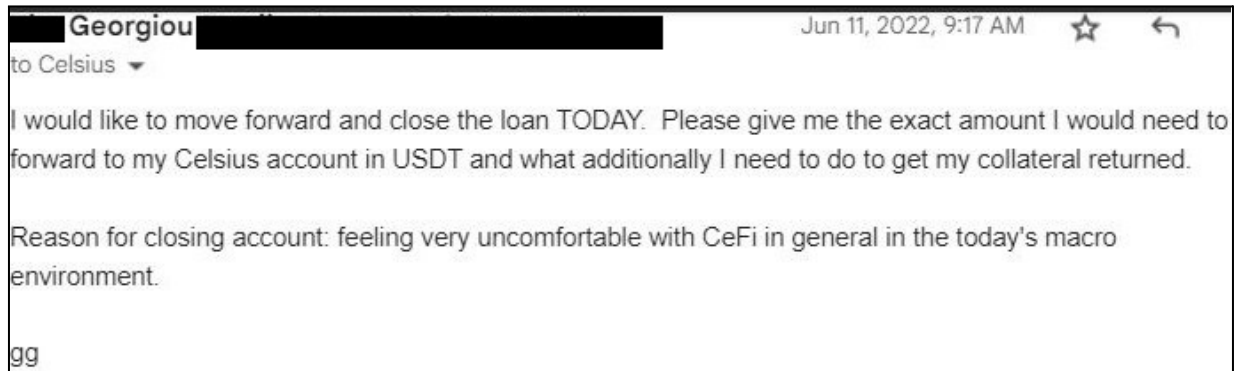 Georgiou
Jun 11, 2022, 9:17 AM
to Celsius
I would like to move forward and close the loan TODAY.  Please give me the exact amount I would need to
forward to my Celsius account in USDT and what additionally I need to do to get my collateral returned.
Reason for closing account: feeling very uncomfortable with CeFi in general in the today's macro
environment.
gg